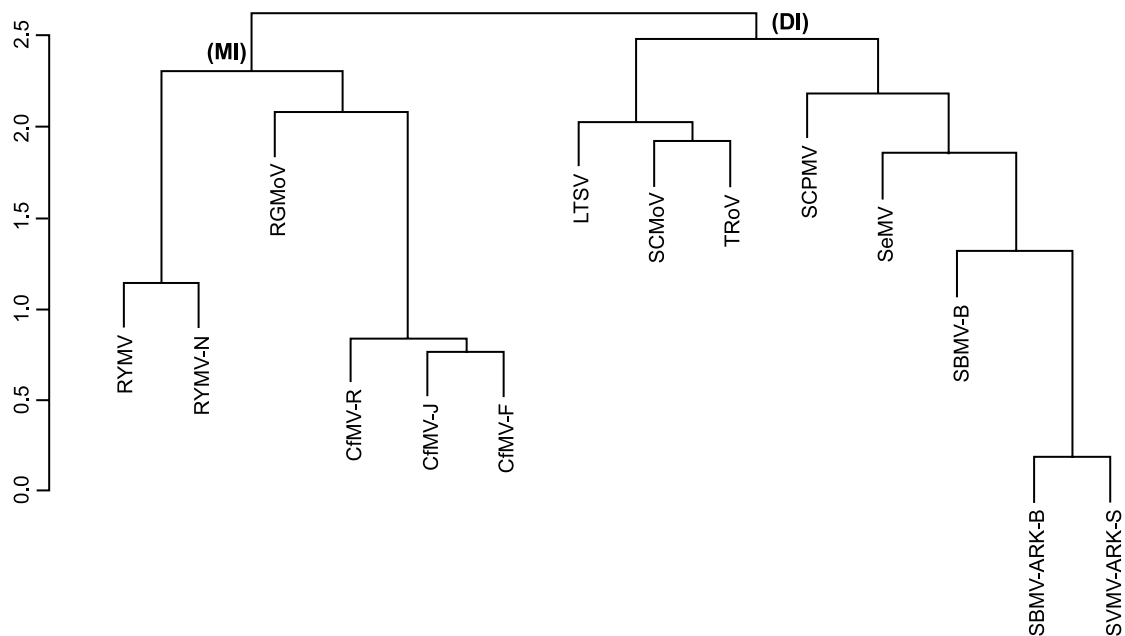 2.5
2.0
1.5
1.0
0.5
0.0
(MI)
(DI)
RYMV
RYMV-N
RGMoV
CfMV-R
CfMV-J
CfMV-F
LTSV
SCMoV
TRoV
SCPMV
SeMV
SBMV-B
SBMV-ARK-B
SVMV-ARK-S